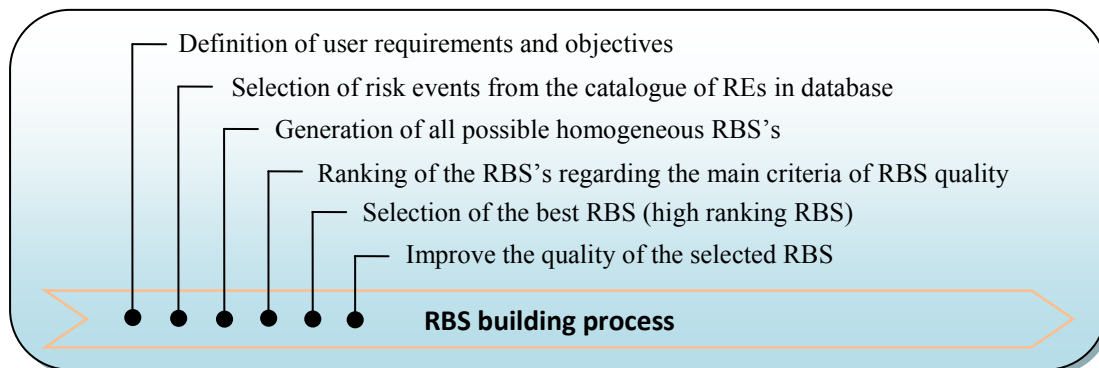 Definition of user requirements and objectives
Selection of risk events from the catalogue of REs in database
Generation of all possible homogeneous RBS's
Ranking of the RBS's regarding the main criteria of RBS quality
Selection of the best RBS (high ranking RBS)
Improve the quality of the selected RBS
RBS building process